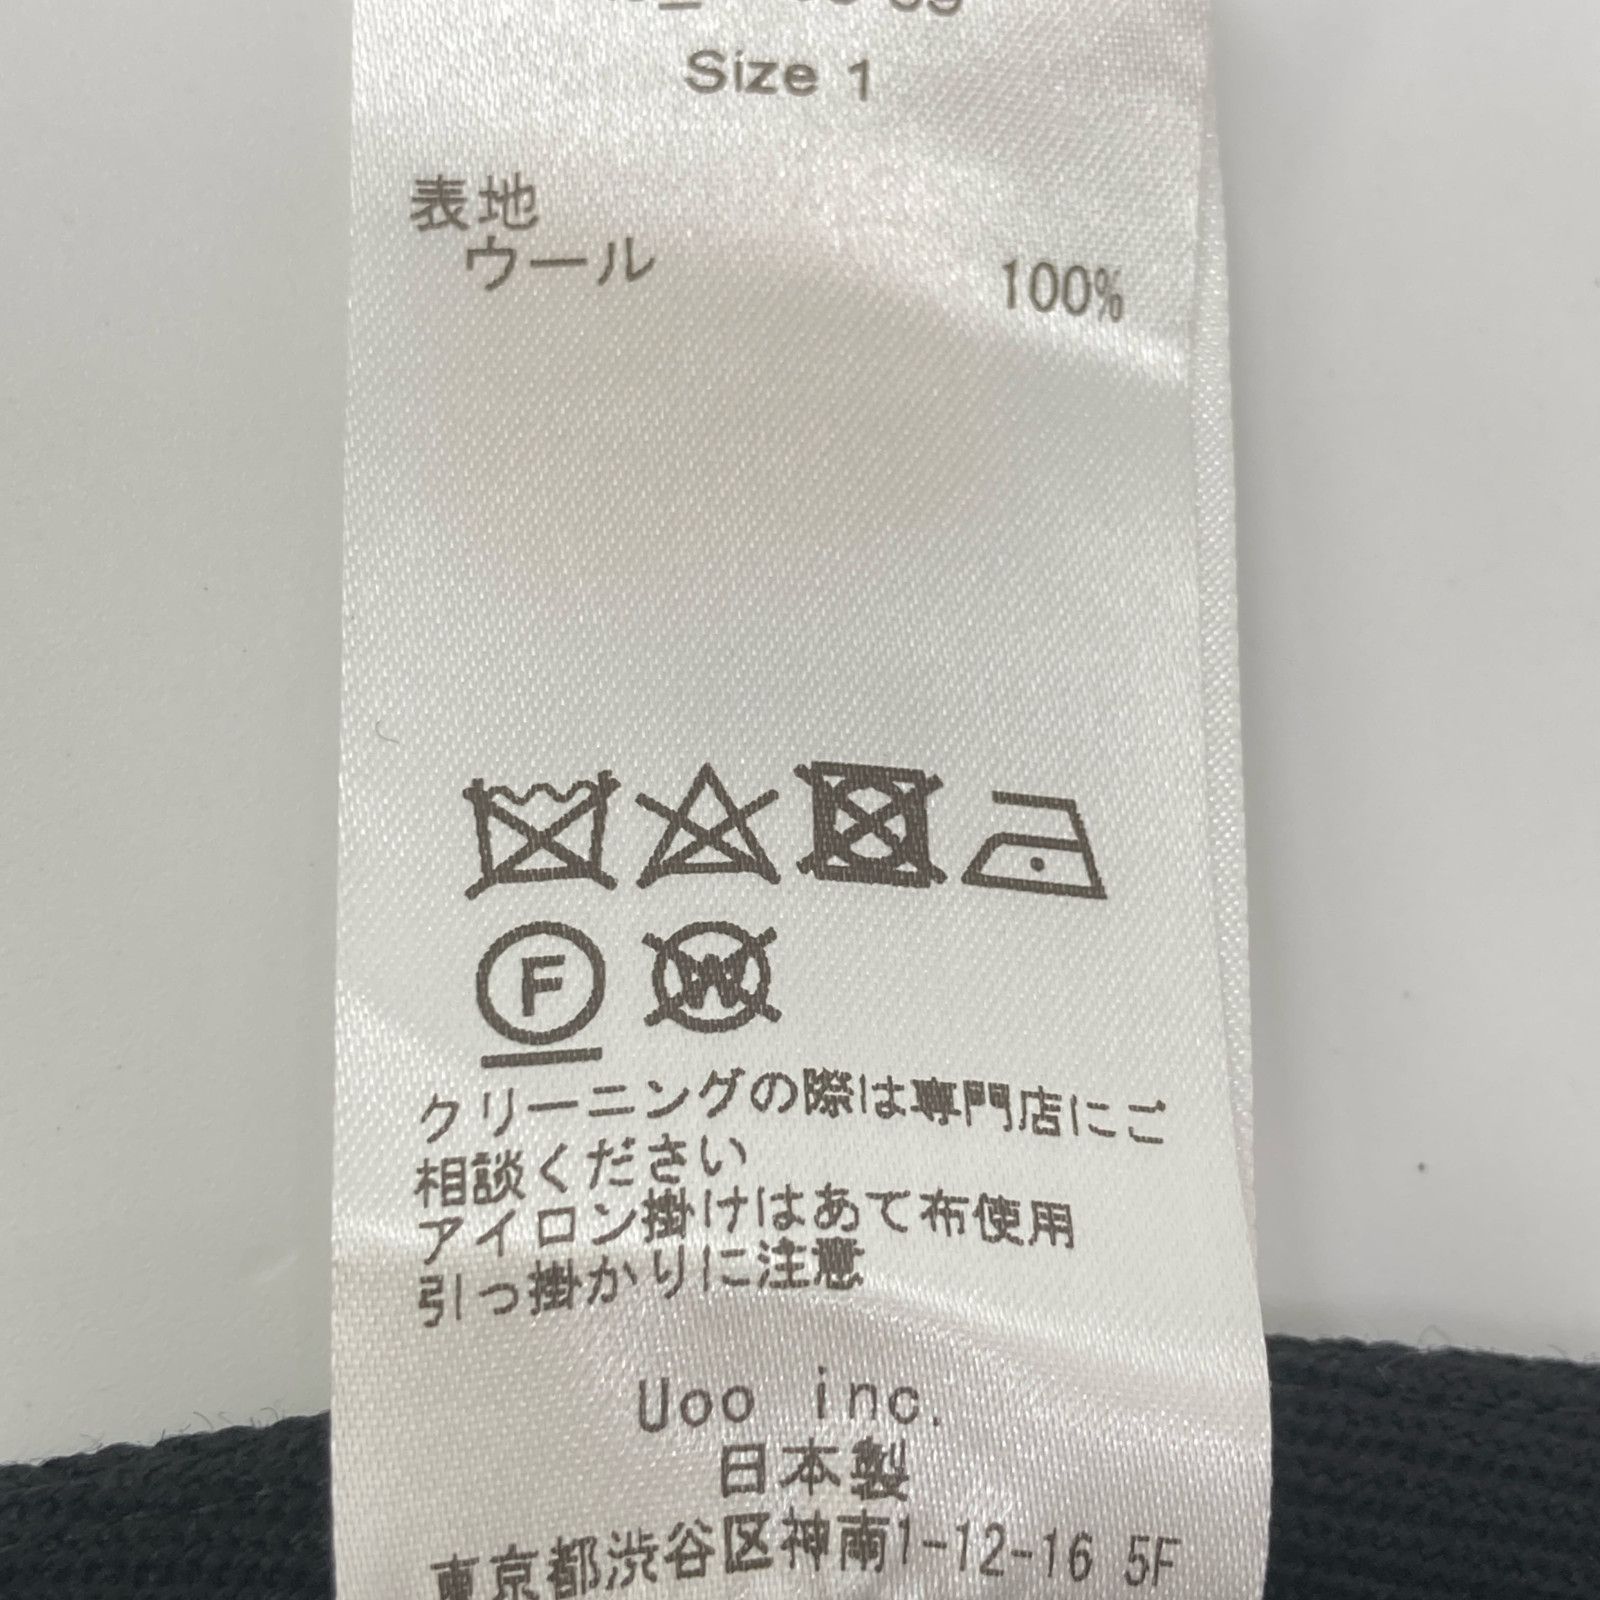 Size 1
表地
ウール 100%
F
W
クリーニングの際は専門店にご
相談ください
アイロン掛けはあて布使用
引っ掛かりに注意
Uoo inc.
日本製
東京都渋谷区神南1-12-16 5F